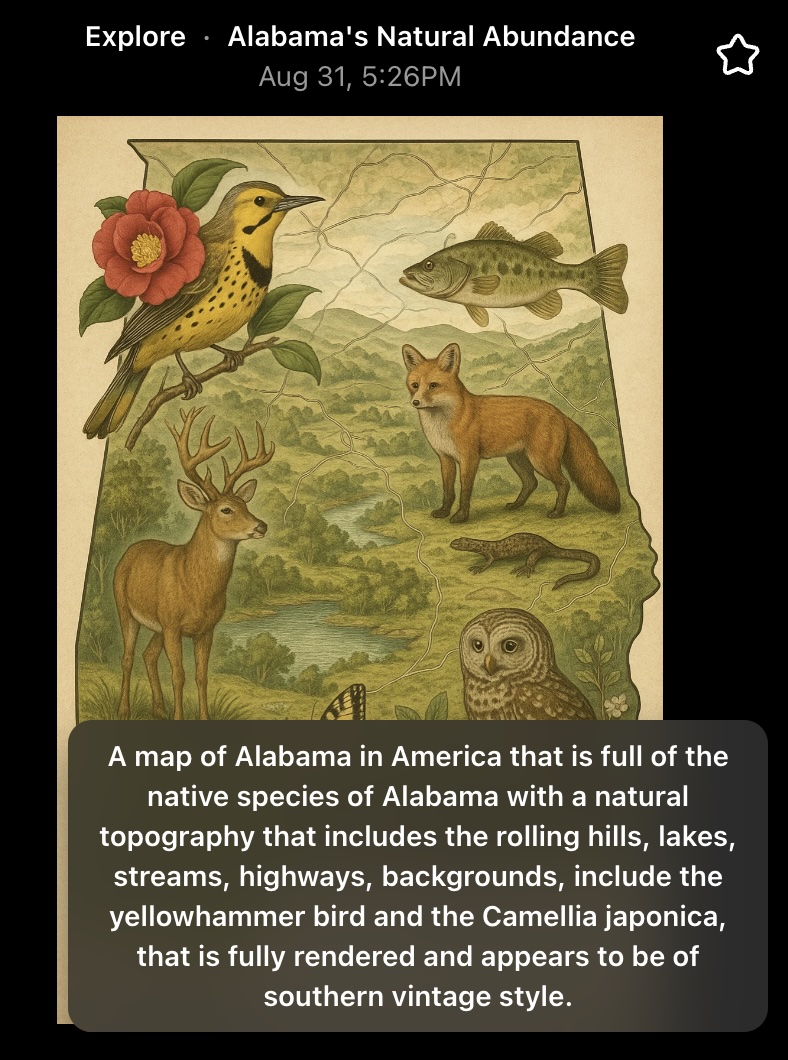 Explore · Alabama's Natural Abundance
Aug 31, 5:26PM
A map of Alabama in America that is full of the
native species of Alabama with a natural
topography that includes the rolling hills, lakes,
streams, highways, backgrounds, include the
yellowhammer bird and the Camellia japonica,
that is fully rendered and appears to be of
southern vintage style.